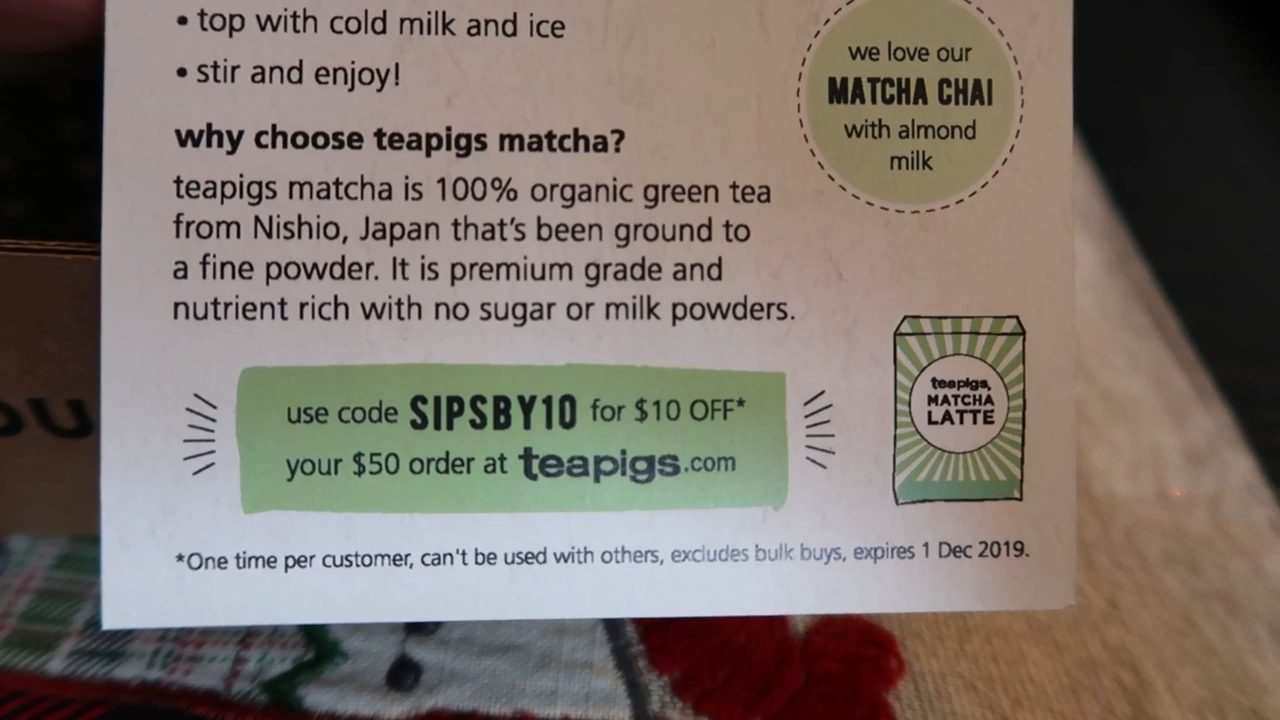 • top with cold milk and ice
• stir and enjoy!
we love our
MATCHA CHAI
with almond
milk
why choose teapigs matcha?
teapigs matcha is 100% organic green tea
from Nishio, Japan that's been ground to
a fine powder. It is premium grade and
nutrient rich with no sugar or milk powders.
use code SIPSBY10 for $10 OFF*
your $50 order at teapigs.com
teapigs,
MATCHA
LATTE
*One time per customer, can't be used with others, excludes bulk buys, expires 1 Dec 2019.